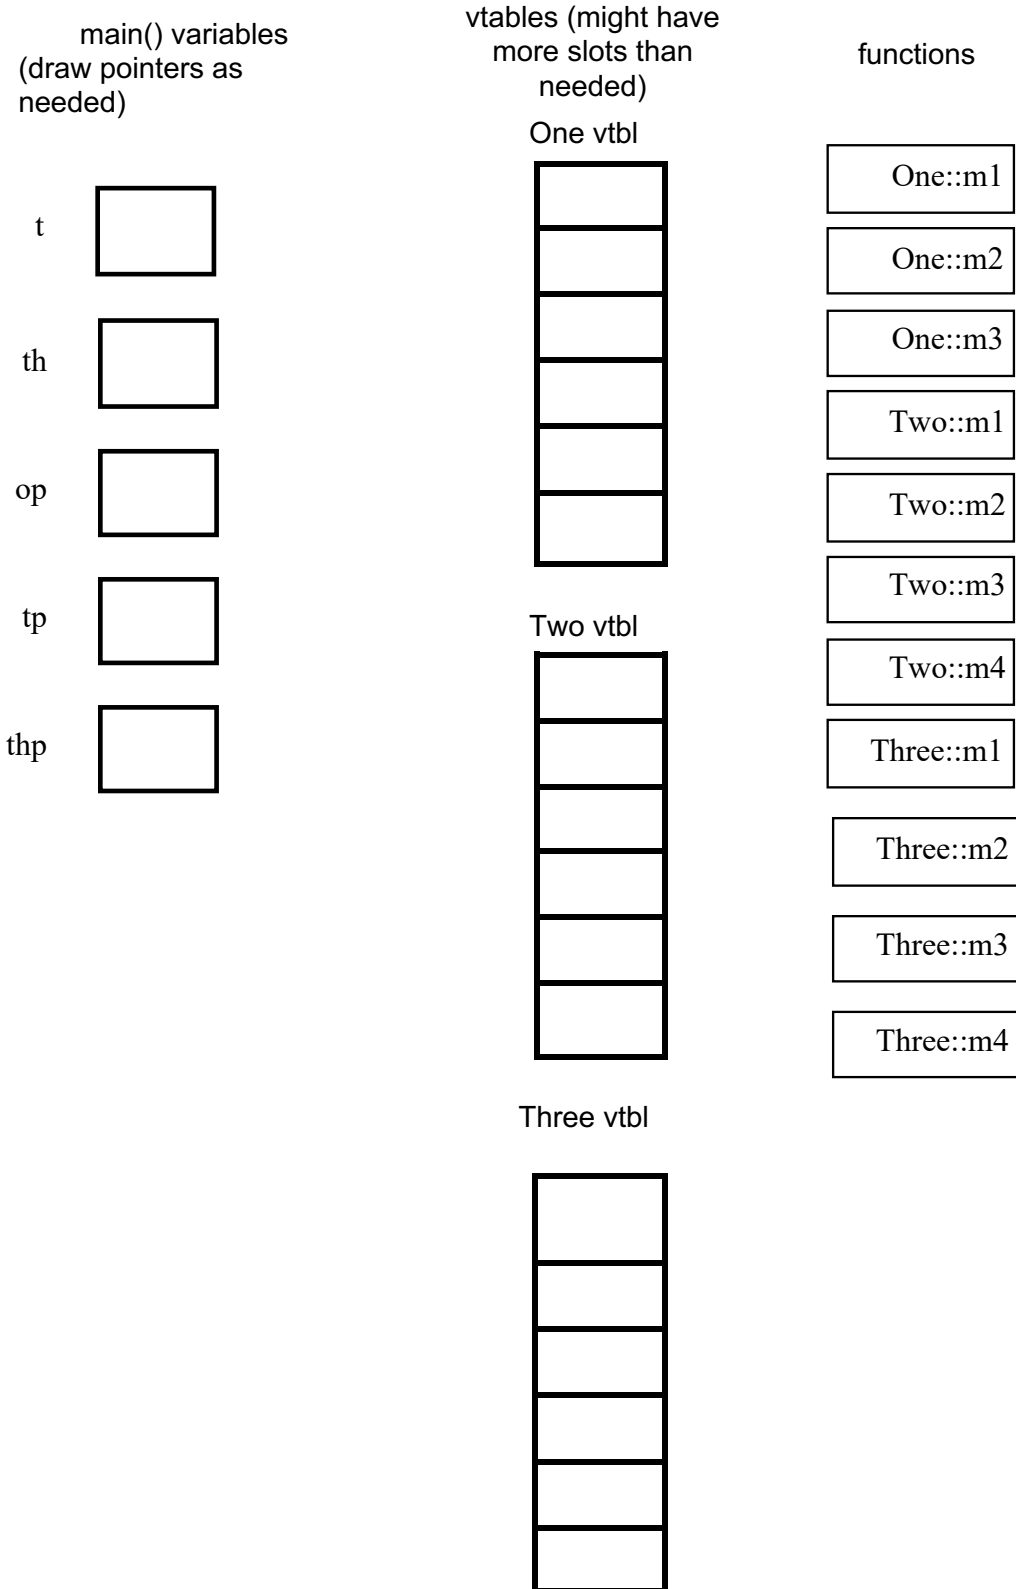 main() variables
(draw pointers as
needed)
t
th
op
tp
thp
vtables (might have
more slots than
needed)
One vtbl
Two vtbl
Three vtbl
functions
One::m1
One::m2
One::m3
Two::m1
Two::m2
Two::m3
Two::m4
Three::m1
Three::m2
Three::m3
Three::m4